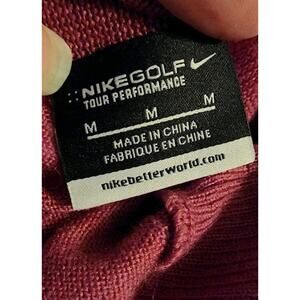 NIKEGOLF
TOUR PERFORMANCE
M M M
MADE IN CHINA
FABRIQUE EN CHINE
nikebetterworld.com